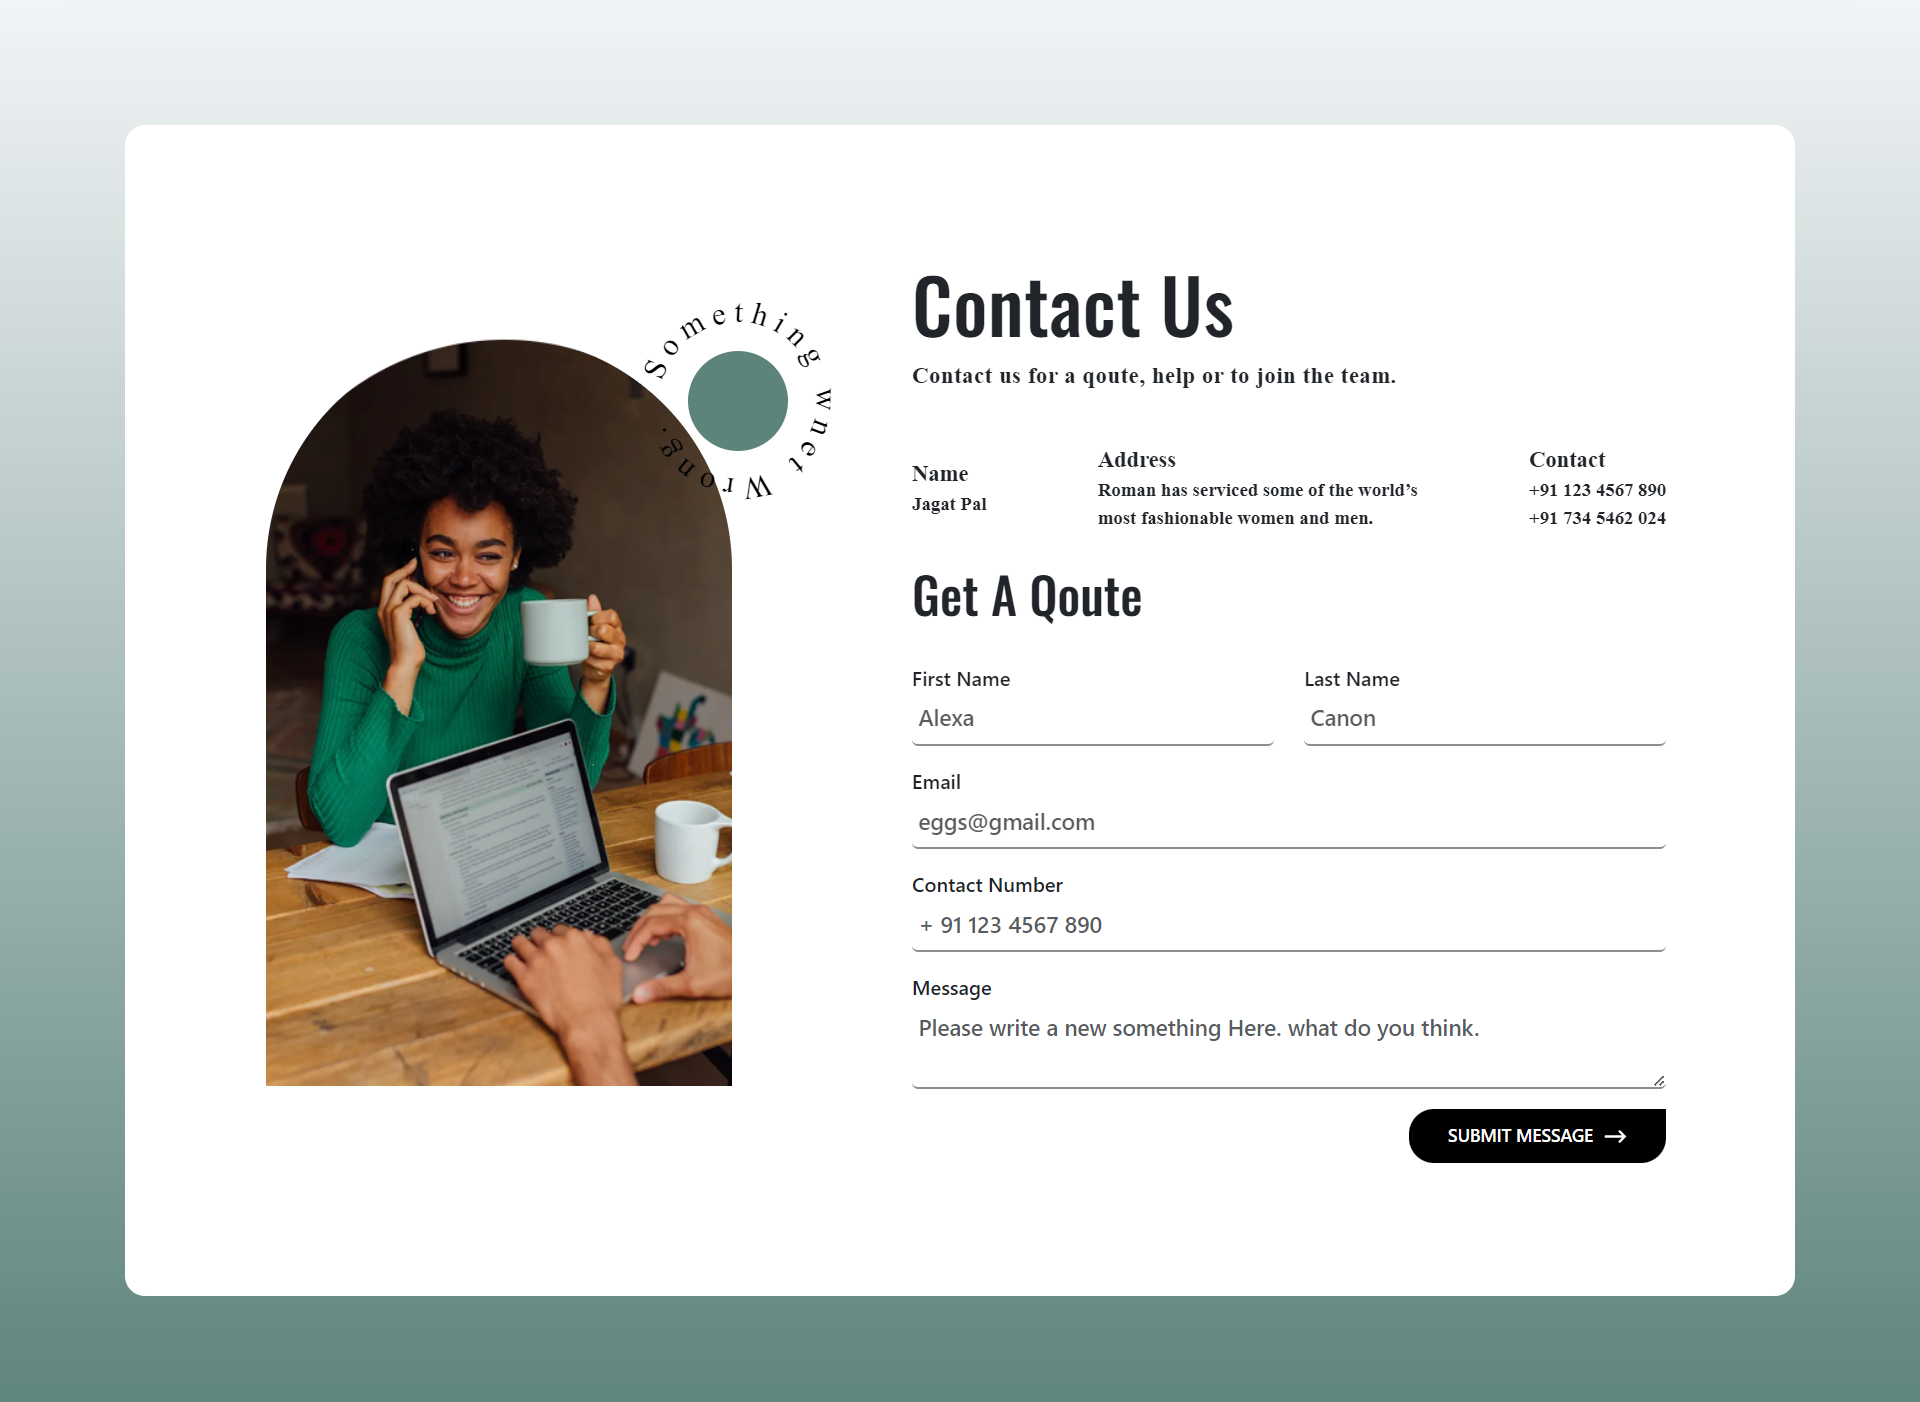 Something wnet Wrong.
Contact Us
Contact us for a qoute, help or to join the team.
Name
Jagat Pal
Address
Roman has serviced some of the world’s
most fashionable women and men.
Contact
+91 123 4567 890
+91 734 5462 024
Get A Qoute
First Name
Alexa
Last Name
Canon
Email
eggs@gmail.com
Contact Number
+ 91 123 4567 890
Message
Please write a new something Here. what do you think.
SUBMIT MESSAGE